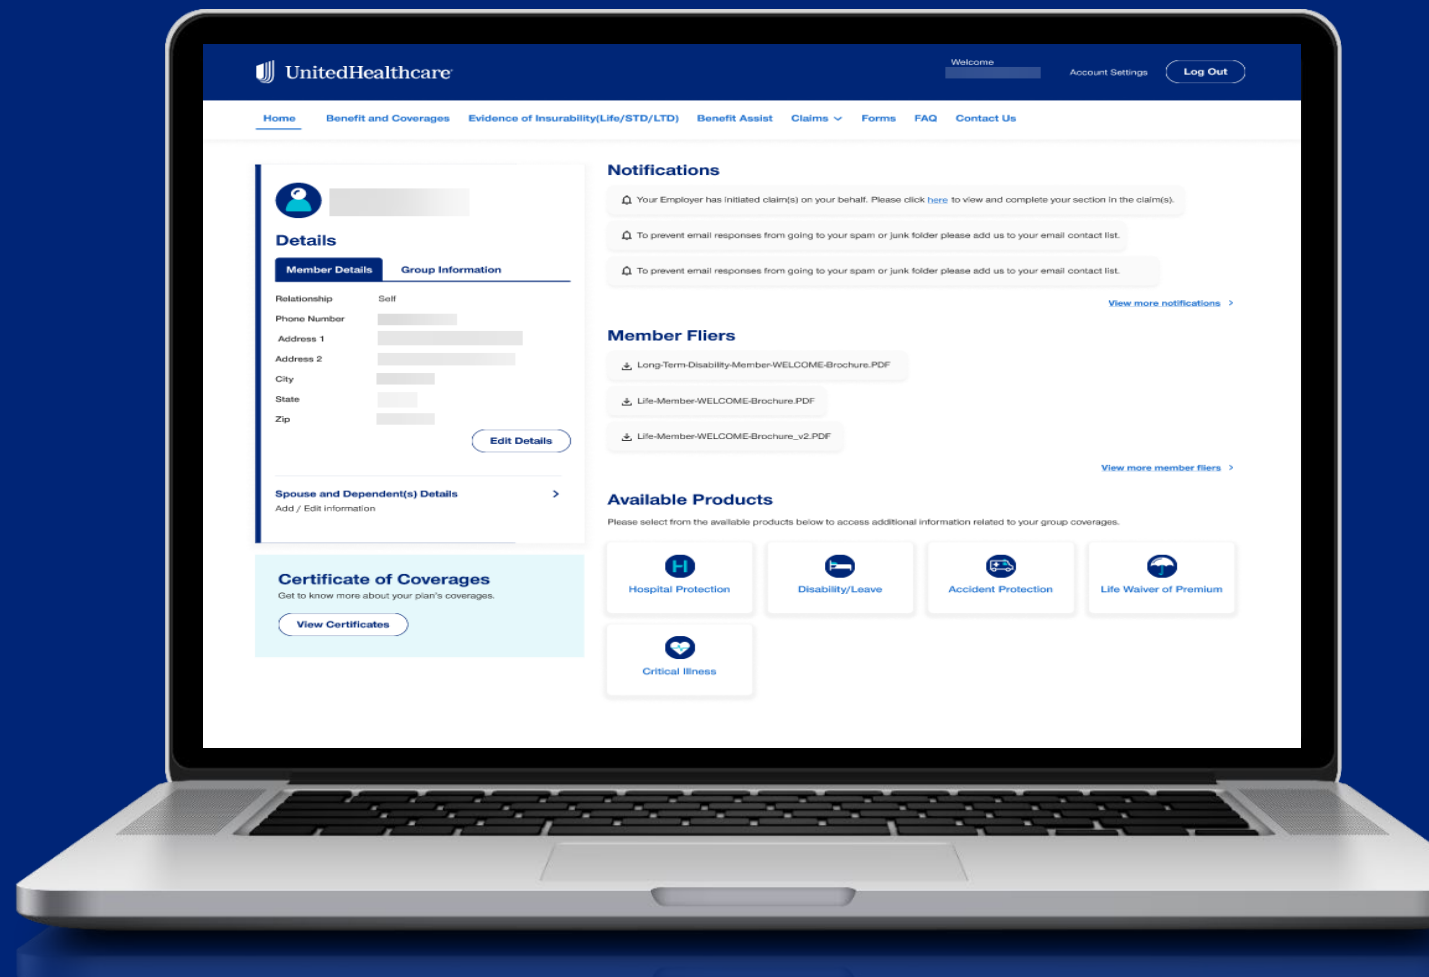 UnitedHealthcare
Welcome
Account Settings
Log Out
Home
Benefit and Coverages
Evidence of Insurability(Life/STD/LTD)
Benefit Assist
Claims
Forms
FAQ
Contact Us
Details
Member Details
Group Information
Relationship Self
Phone Number
Address 1
Address 2
City
State
Zip
Edit Details
Spouse and Dependent(s) Details
Add / Edit information
Certificate of Coverages
Get to know more about your plan's coverages.
View Certificates
Notifications
Your Employer has initiated claim(s) on your behalf. Please click here to view and complete your section in the claim(s).
To prevent email responses from going to your spam or junk folder please add us to your email contact list.
To prevent email responses from going to your spam or junk folder please add us to your email contact list.
View more notifications
Member Fliers
Long-Term-Disability-Member-WELCOME-Brochure.PDF
Life-Member-WELCOME-Brochure.PDF
Life-Member-WELCOME-Brochure_v2.PDF
View more member fliers
Available Products
Please select from the available products below to access additional information related to your group coverages.
H
Hospital Protection
Disability/Leave
Accident Protection
Life Waiver of Premium
Critical Illness